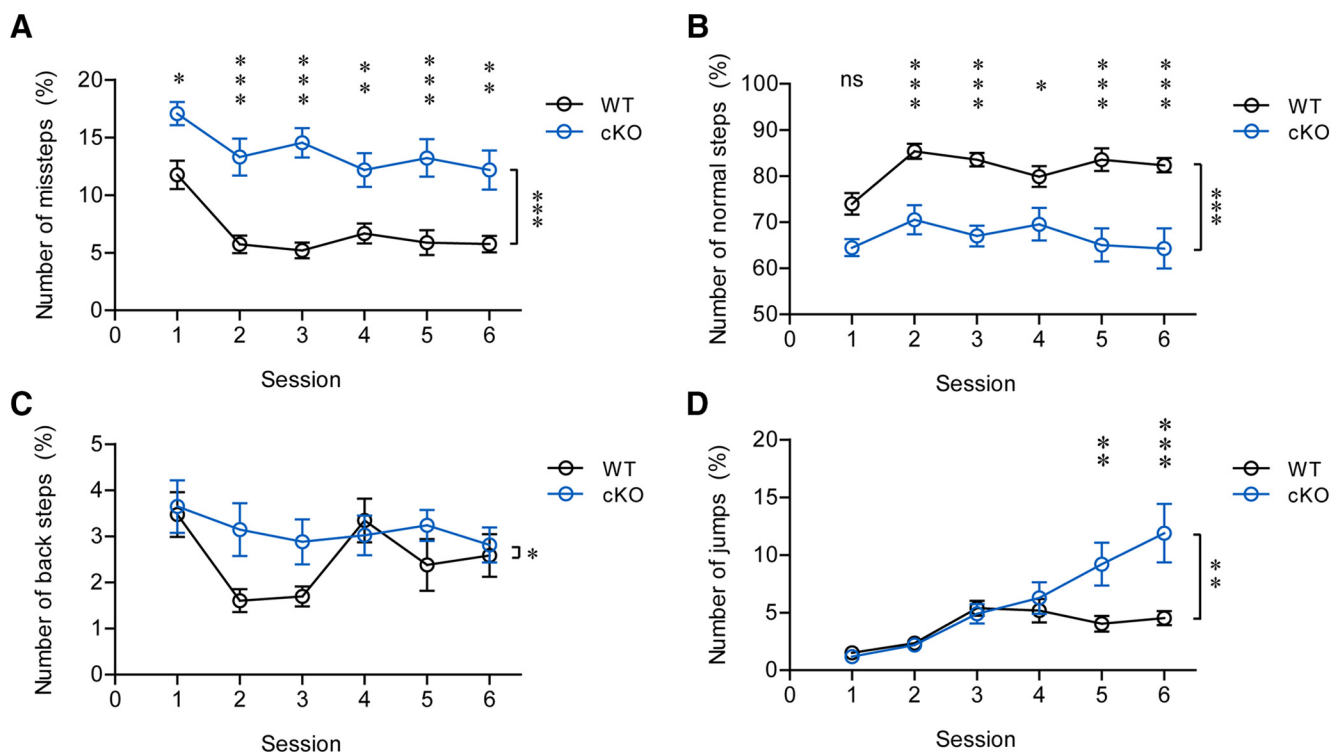 A
Number of missteps (%)
20
15
10
5
0
* *** *** ** *** **
***
WT
cKO
0 1 2 3 4 5 6
Session
B
Number of normal steps (%)
100
90
80
70
60
50
ns *** *** * *** ***
***
WT
cKO
0 1 2 3 4 5 6
Session
C
Number of back steps (%)
5
4
3
2
1
0
*
WT
cKO
0 1 2 3 4 5 6
Session
D
Number of jumps (%)
20
15
10
5
0
** ***
**
WT
cKO
0 1 2 3 4 5 6
Session